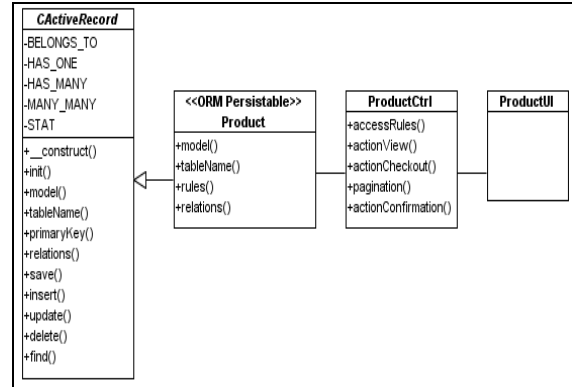 CActiveRecord
-BELONGS_TO
-HAS_ONE
-HAS_MANY
-MANY_MANY
-STAT
+__construct()
+init()
+model()
+tableName()
+primaryKey()
+relations()
+save()
+insert()
+update()
+delete()
+find()
<<ORM Persistable>>
Product
+model()
+tableName()
+rules()
+relations()
ProductCtrl
+accessRules()
+actionView()
+actionCheckout()
+pagination()
+actionConfirmation()
ProductUI